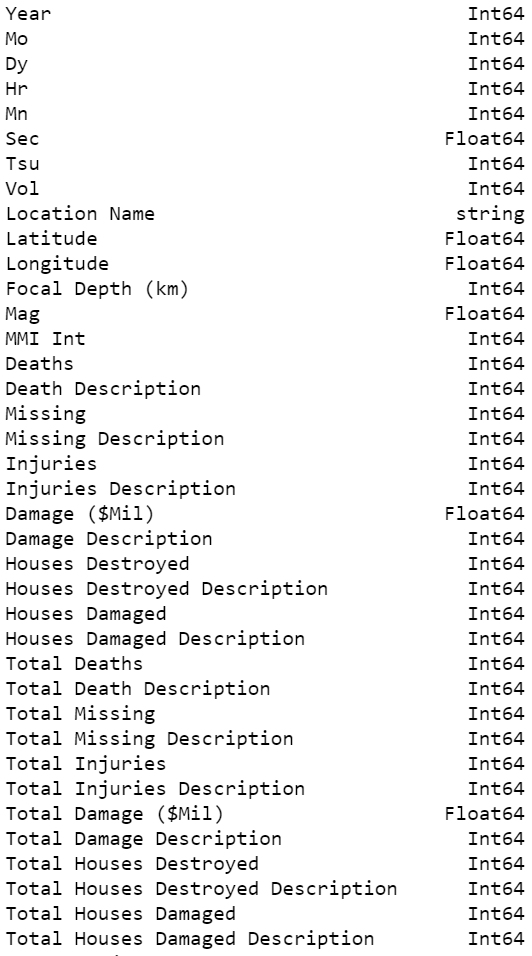 Year Int64
Mo Int64
Dy Int64
Hr Int64
Mn Int64
Sec Float64
Tsu Int64
Vol Int64
Location Name string
Latitude Float64
Longitude Float64
Focal Depth (km) Int64
Mag Float64
MMI Int Int64
Deaths Int64
Death Description Int64
Missing Int64
Missing Description Int64
Injuries Int64
Injuries Description Int64
Damage ($Mil) Float64
Damage Description Int64
Houses Destroyed Int64
Houses Destroyed Description Int64
Houses Damaged Int64
Houses Damaged Description Int64
Total Deaths Int64
Total Death Description Int64
Total Missing Int64
Total Missing Description Int64
Total Injuries Int64
Total Injuries Description Int64
Total Damage ($Mil) Float64
Total Damage Description Int64
Total Houses Destroyed Int64
Total Houses Destroyed Description Int64
Total Houses Damaged Int64
Total Houses Damaged Description Int64